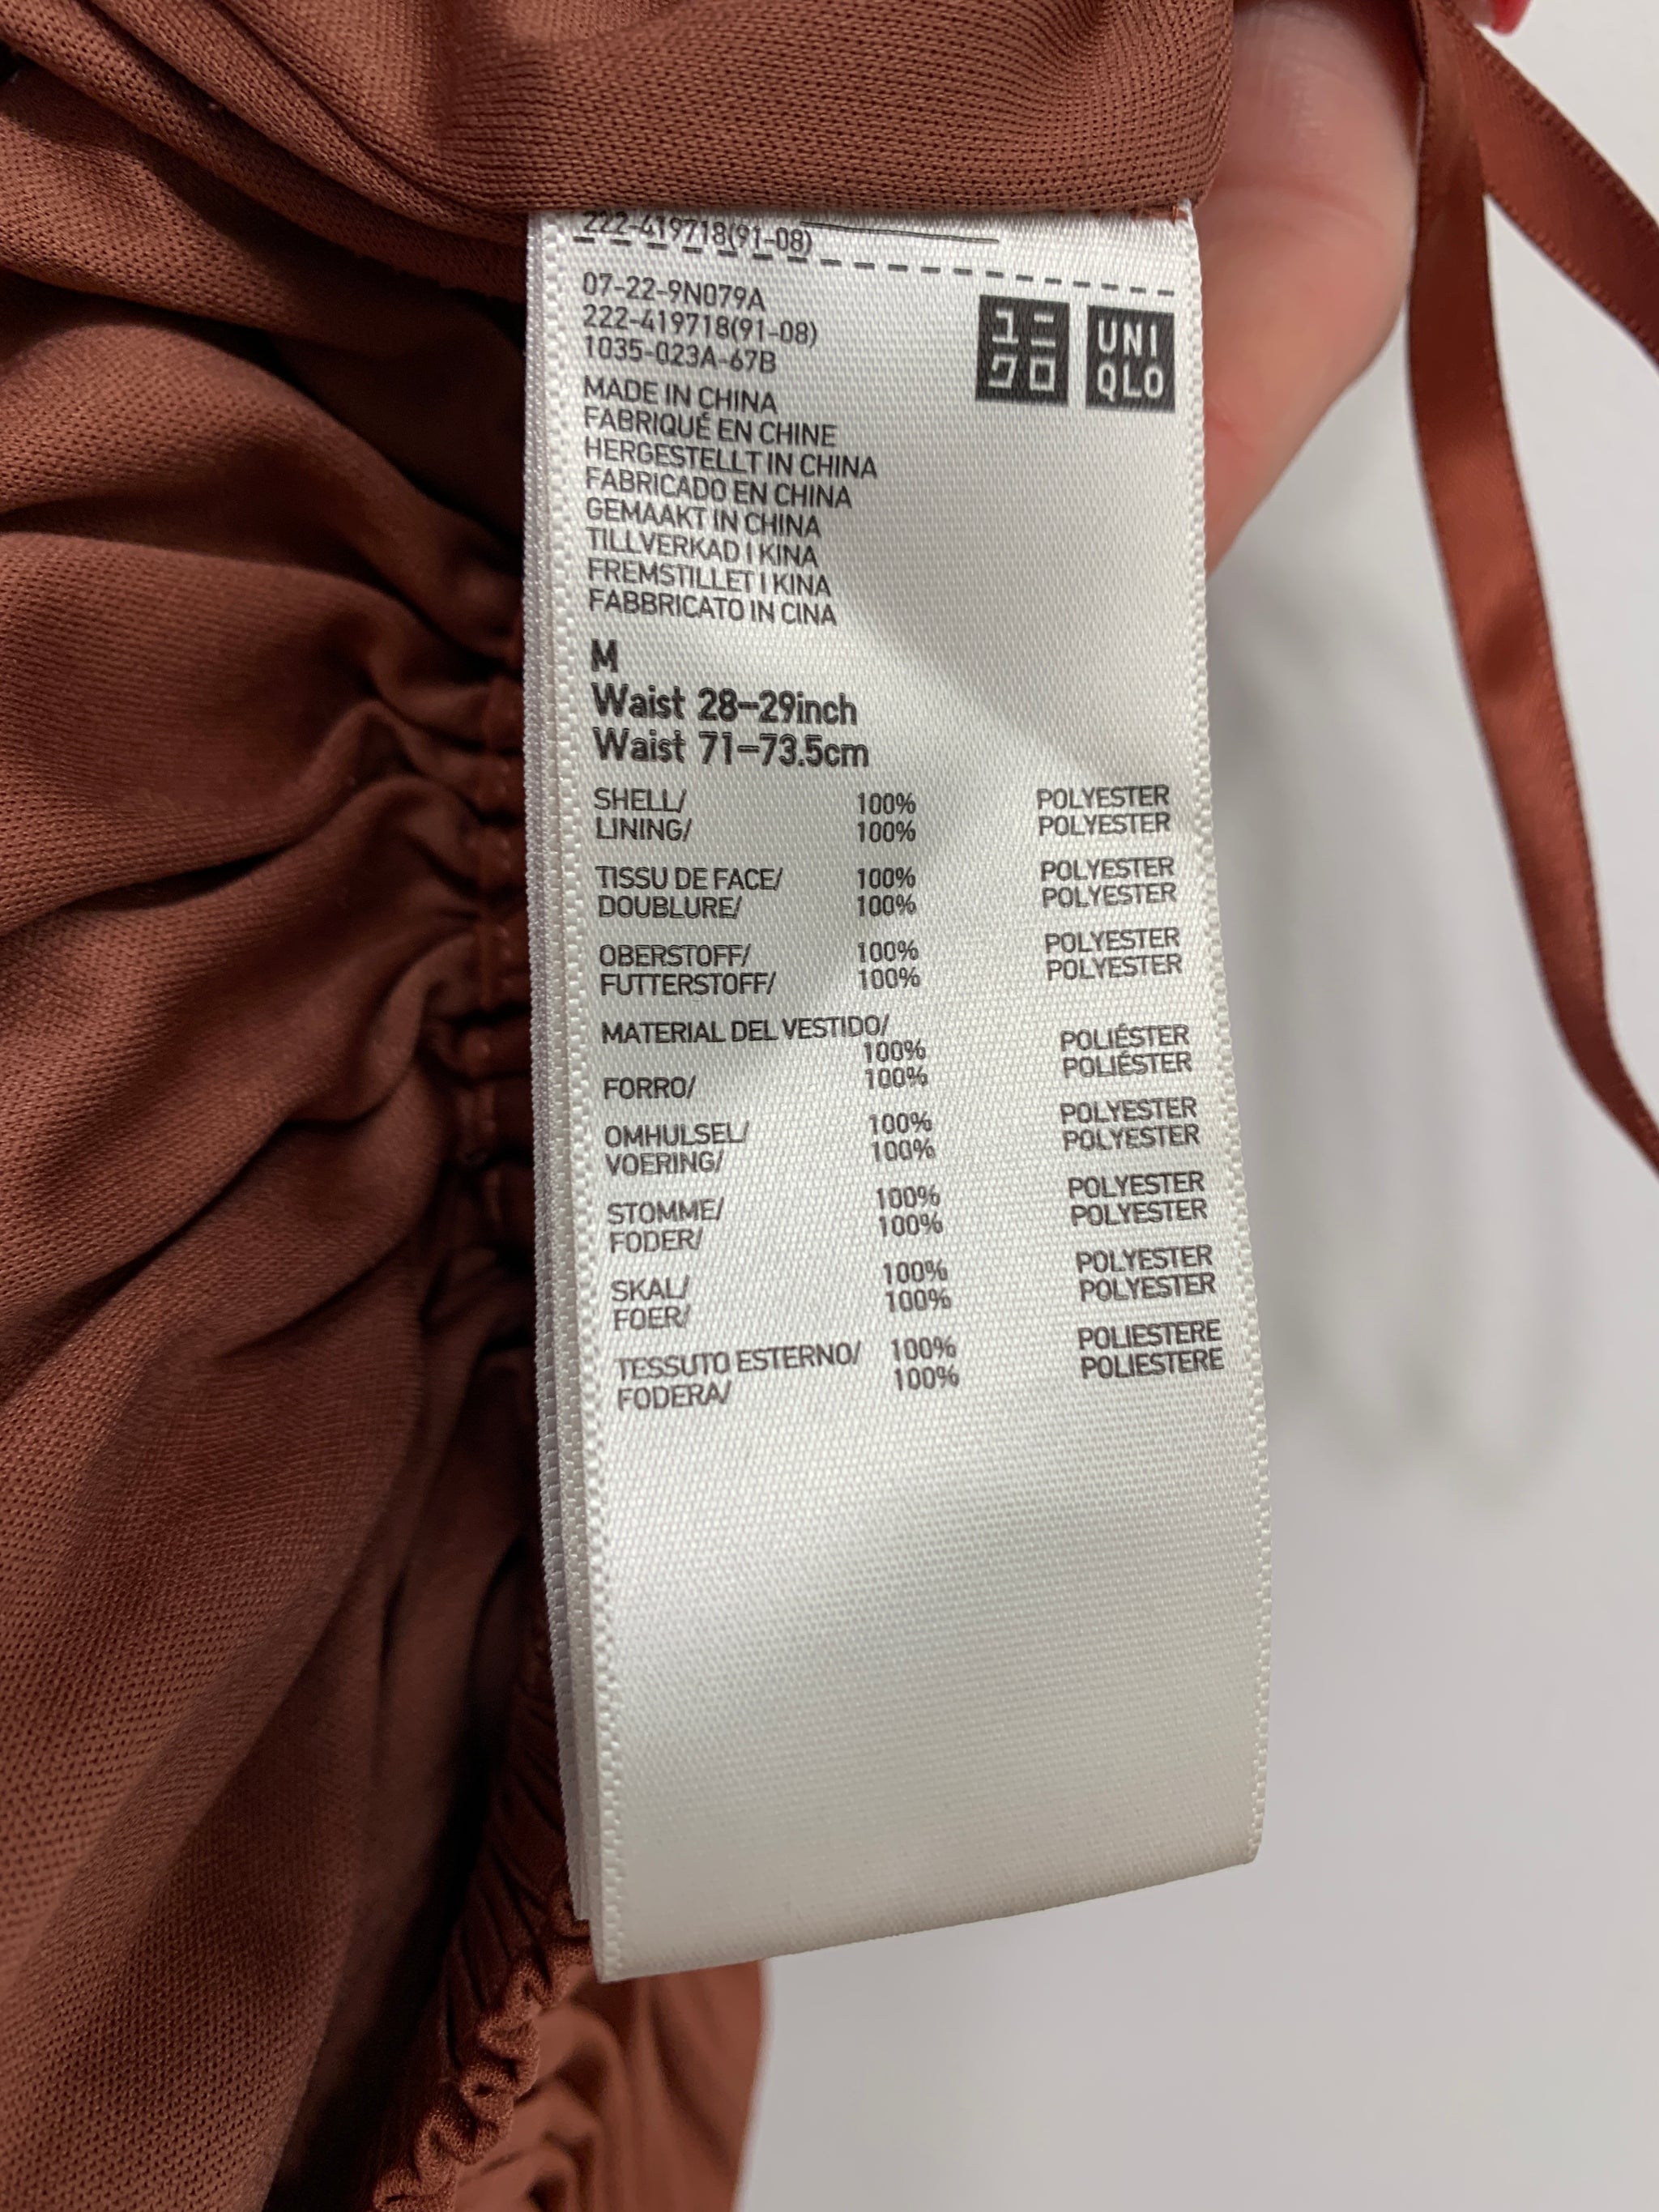 222-419718(91-08)
07-22-9N079A
222-419718(91-08)
1035-023A-67B
ユニ
クロ
UNI
QLO
MADE IN CHINA
FABRIQUÉ EN CHINE
HERGESTELLT IN CHINA
FABRICADO EN CHINA
GEMAAKT IN CHINA
TILLVERKAD I KINA
FREMSTILLET I KINA
FABBRICATO IN CINA
M
Waist 28-29inch
Waist 71-73.5cm
SHELL/ 100% POLYESTER
LINING/ 100% POLYESTER
TISSU DE FACE/ 100% POLYESTER
DOUBLURE/ 100% POLYESTER
OBERSTOFF/ 100% POLYESTER
FUTTERSTOFF/ 100% POLYESTER
MATERIAL DEL VESTIDO/
100% POLIÉSTER
FORRO/ 100% POLIÉSTER
OMHULSEL/ 100% POLYESTER
VOERING/ 100% POLYESTER
STOMME/ 100% POLYESTER
FODER/ 100% POLYESTER
SKAL/ 100% POLYESTER
FOER/ 100% POLYESTER
TESSUTO ESTERNO/ 100% POLIESTERE
FODERA/ 100% POLIESTERE